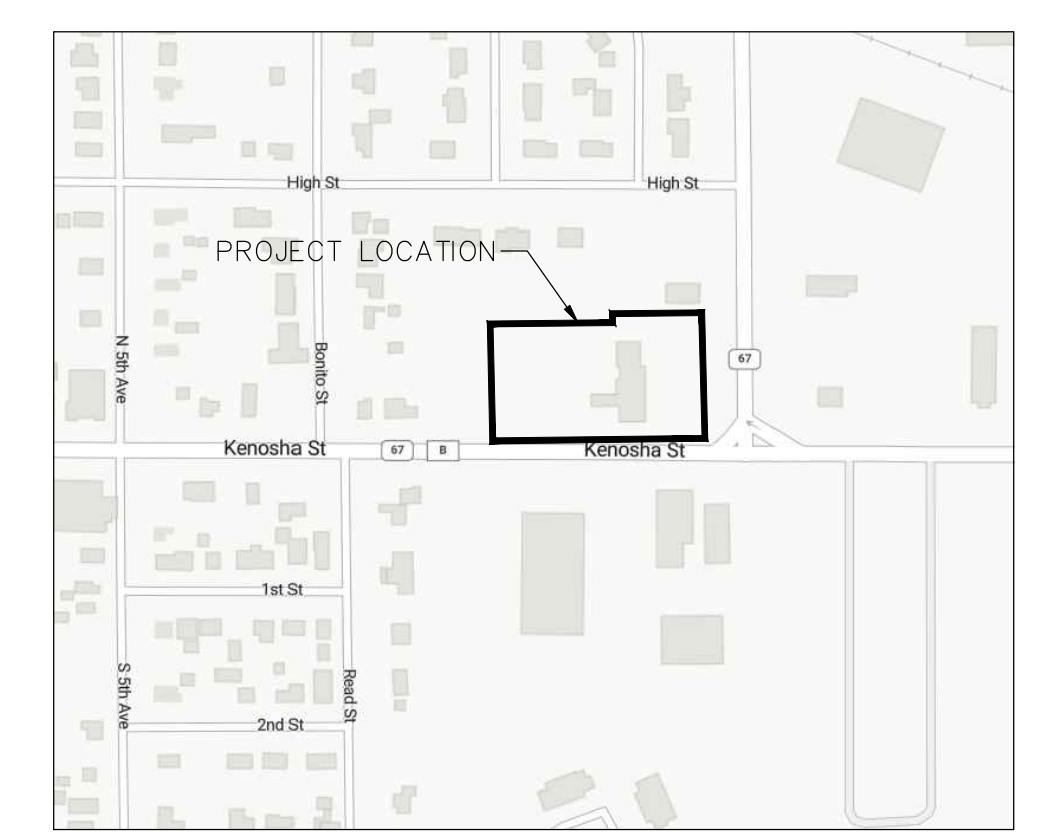 High St
High St
PROJECT LOCATION
N 5th Ave
Bonito St
67
Kenosha St
67
B
Kenosha St
1st St
S 5th Ave
Read St
2nd St